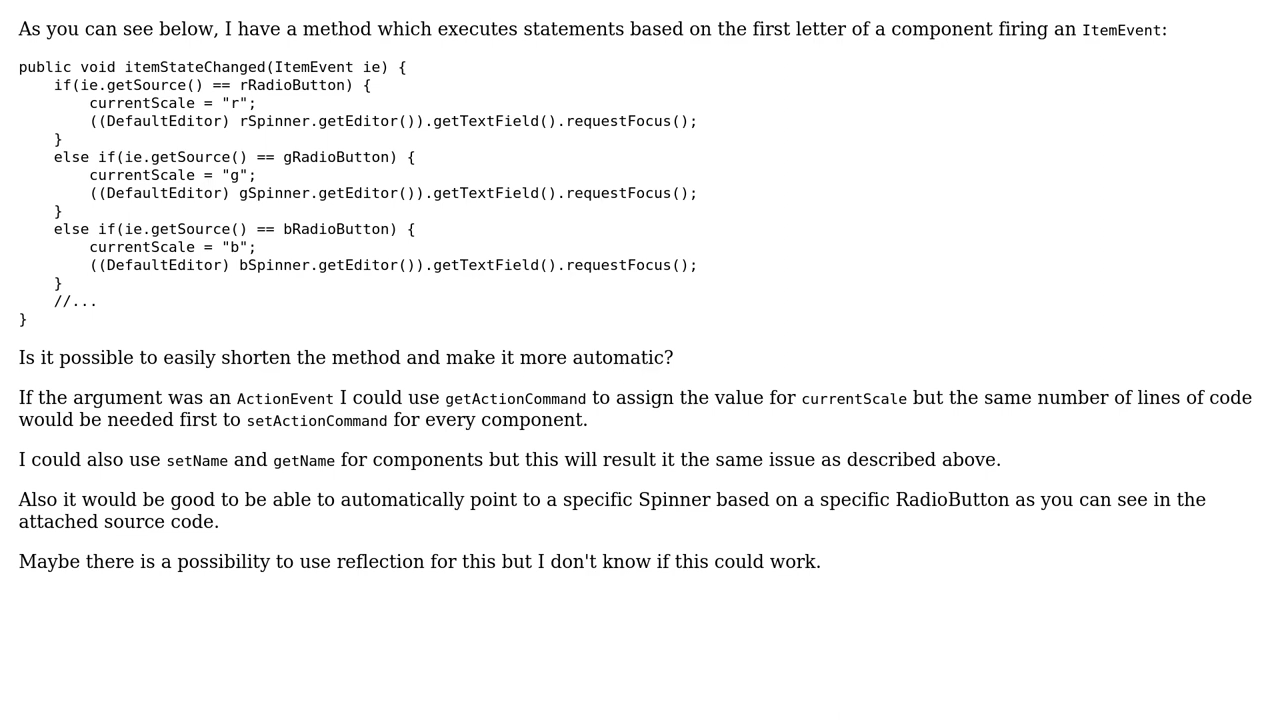 As you can see below, I have a method which executes statements based on the first letter of a component firing an ItemEvent:
public void itemStateChanged(ItemEvent ie) {
    if(ie.getSource() == rRadioButton) {
        currentScale = "r";
        ((DefaultEditor) rSpinner.getEditor()).getTextField().requestFocus();
    }
    else if(ie.getSource() == gRadioButton) {
        currentScale = "g";
        ((DefaultEditor) gSpinner.getEditor()).getTextField().requestFocus();
    }
    else if(ie.getSource() == bRadioButton) {
        currentScale = "b";
        ((DefaultEditor) bSpinner.getEditor()).getTextField().requestFocus();
    }
    //...
}
Is it possible to easily shorten the method and make it more automatic?
If the argument was an ActionEvent I could use getActionCommand to assign the value for currentScale but the same number of lines of code
would be needed first to setActionCommand for every component.
I could also use setName and getName for components but this will result it the same issue as described above.
Also it would be good to be able to automatically point to a specific Spinner based on a specific RadioButton as you can see in the
attached source code.
Maybe there is a possibility to use reflection for this but I don't know if this could work.